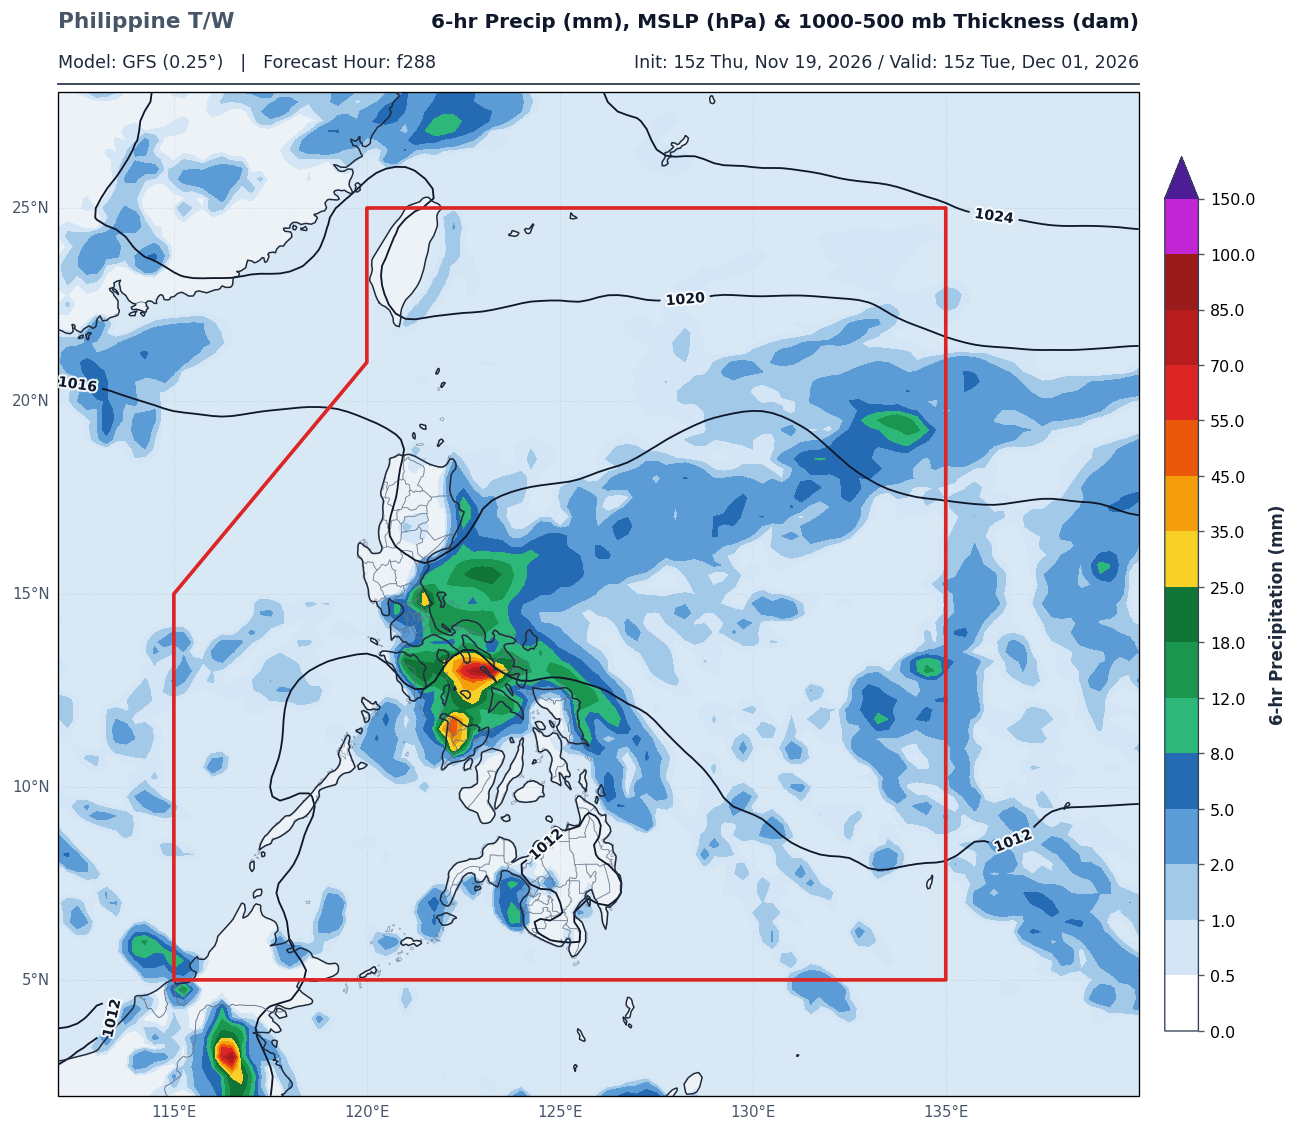 Philippine T/W
6-hr Precip (mm), MSLP (hPa) & 1000-500 mb Thickness (dam)
Model: GFS (0.25°) | Forecast Hour: f288
Init: 15z Thu, Nov 19, 2026 / Valid: 15z Tue, Dec 01, 2026
25°N
20°N
15°N
10°N
5°N
115°E
120°E
125°E
130°E
135°E
1024
1020
1016
1012
1012
1012
150.0
100.0
85.0
70.0
55.0
45.0
35.0
25.0
18.0
12.0
8.0
5.0
2.0
1.0
0.5
0.0
6-hr Precipitation (mm)